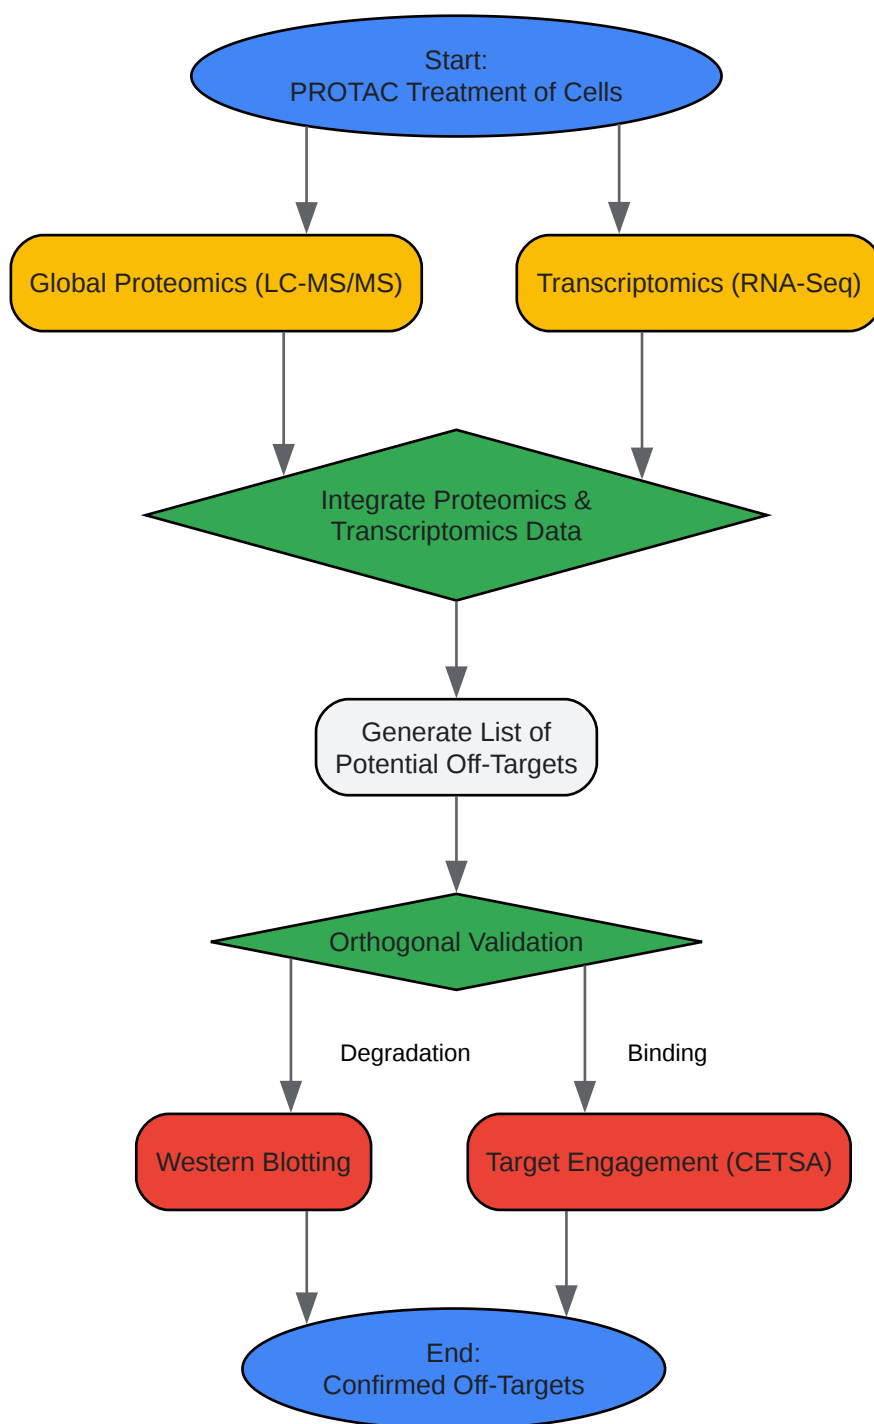 Start:
PROTAC Treatment of Cells
Global Proteomics (LC-MS/MS)
Transcriptomics (RNA-Seq)
Integrate Proteomics &
Transcriptomics Data
Generate List of
Potential Off-Targets
Orthogonal Validation
Degradation
Binding
Western Blotting
Target Engagement (CETSA)
End:
Confirmed Off-Targets